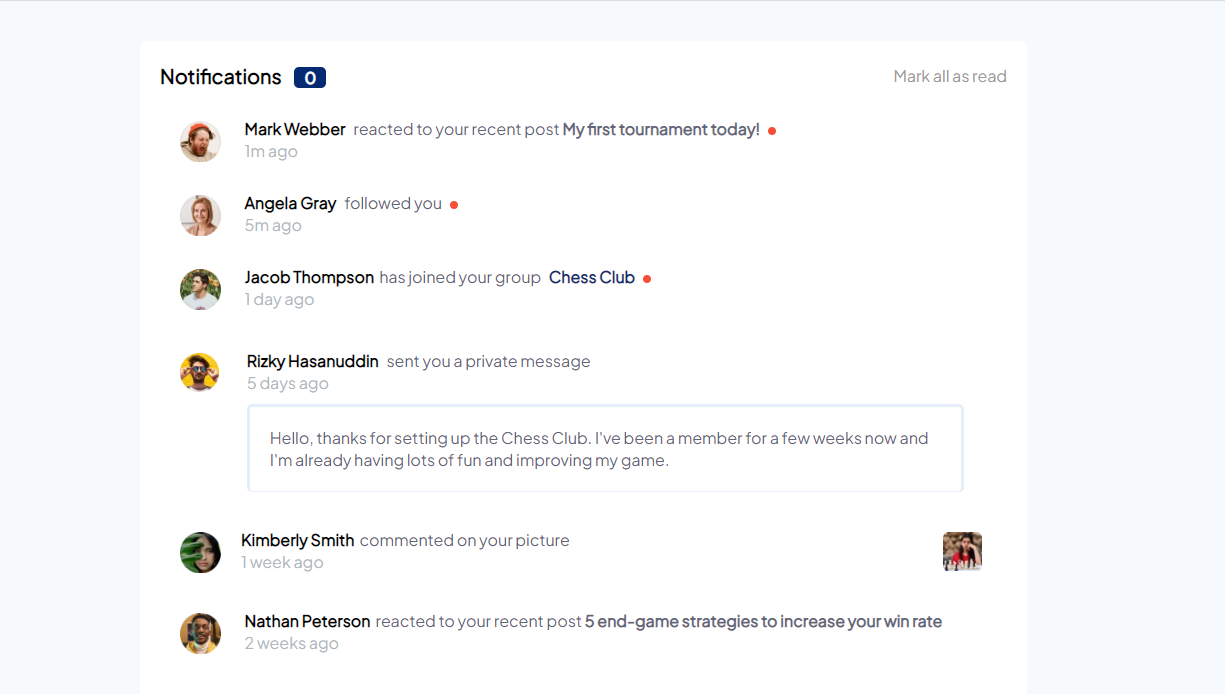 Notifications 0 Mark all as read
Mark Webber reacted to your recent post My first tournament today!
1m ago
Angela Gray followed you
5m ago
Jacob Thompson has joined your group Chess Club
1 day ago
Rizky Hasanuddin sent you a private message
5 days ago
Hello, thanks for setting up the Chess Club. I've been a member for a few weeks now and
I'm already having lots of fun and improving my game.
Kimberly Smith commented on your picture
1 week ago
Nathan Peterson reacted to your recent post 5 end-game strategies to increase your win rate
2 weeks ago